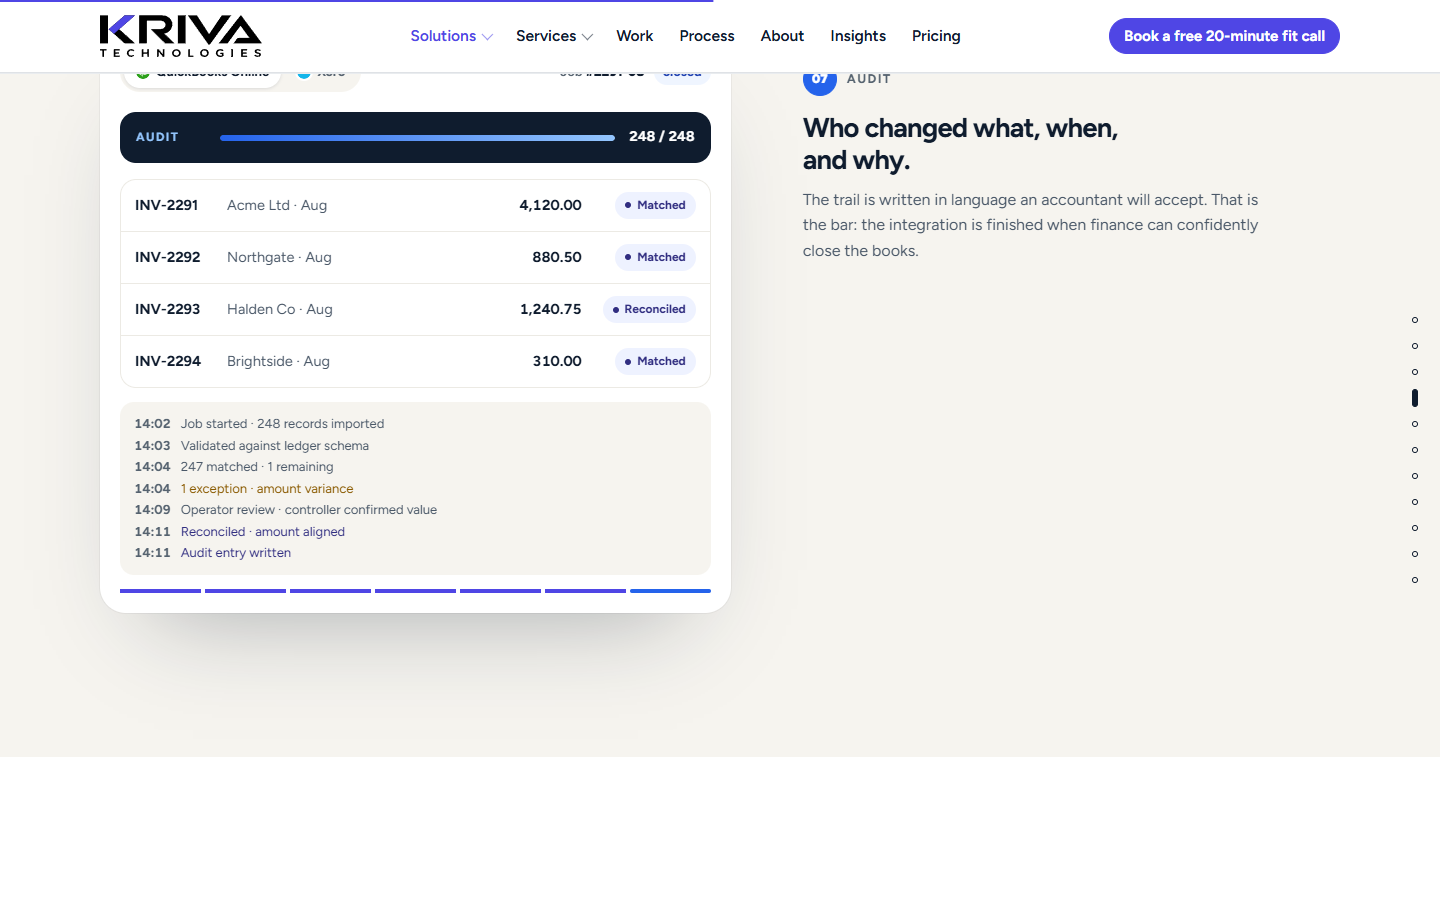 KRIVA
TECHNOLOGIES
Solutions
Services
Work
Process
About
Insights
Pricing
Book a free 20-minute fit call
QuickBooks Online
Xero
AUDIT
248 / 248
INV-2291 Acme Ltd · Aug 4,120.00 Matched
INV-2292 Northgate · Aug 880.50 Matched
INV-2293 Halden Co · Aug 1,240.75 Reconciled
INV-2294 Brightside · Aug 310.00 Matched
14:02 Job started · 248 records imported
14:03 Validated against ledger schema
14:04 247 matched · 1 remaining
14:04 1 exception · amount variance
14:09 Operator review · controller confirmed value
14:11 Reconciled · amount aligned
14:11 Audit entry written
07 AUDIT
Who changed what, when,
and why.
The trail is written in language an accountant will accept. That is
the bar: the integration is finished when finance can confidently
close the books.